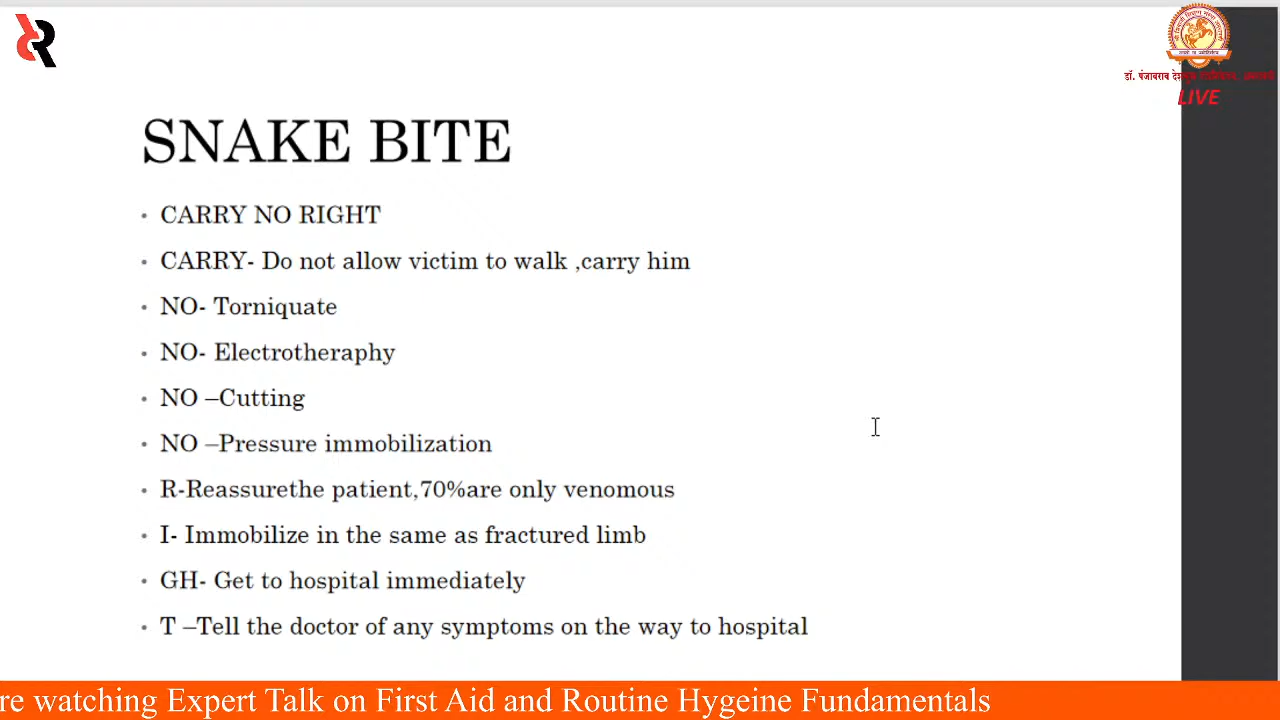 डॉ. पंजाबराव
LIVE
SNAKE BITE
• CARRY NO RIGHT
• CARRY- Do not allow victim to walk ,carry him
• NO- Torniquate
• NO- Electrotheraphy
• NO –Cutting
• NO –Pressure immobilization
• R-Reassurethe patient,70%are only venomous
• I- Immobilize in the same as fractured limb
• GH- Get to hospital immediately
• T –Tell the doctor of any symptoms on the way to hospital
re watching Expert Talk on First Aid and Routine Hygeine Fundamentals